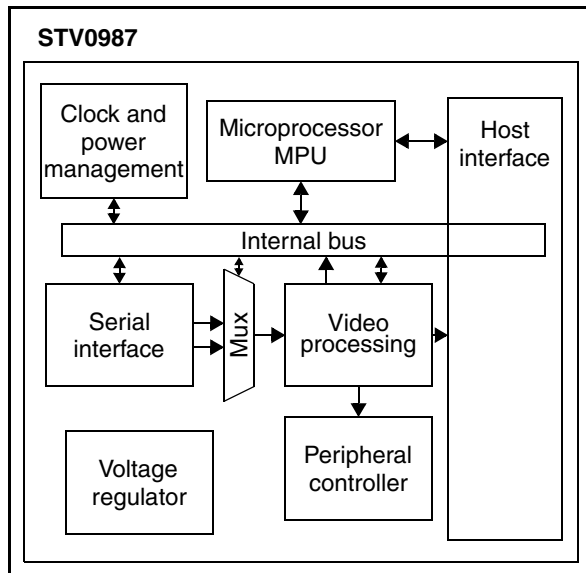 STV0987
Clock and
power
management
Microprocessor
MPU
Host
interface
Internal bus
Serial
interface
Mux
Video
processing
Voltage
regulator
Peripheral
controller